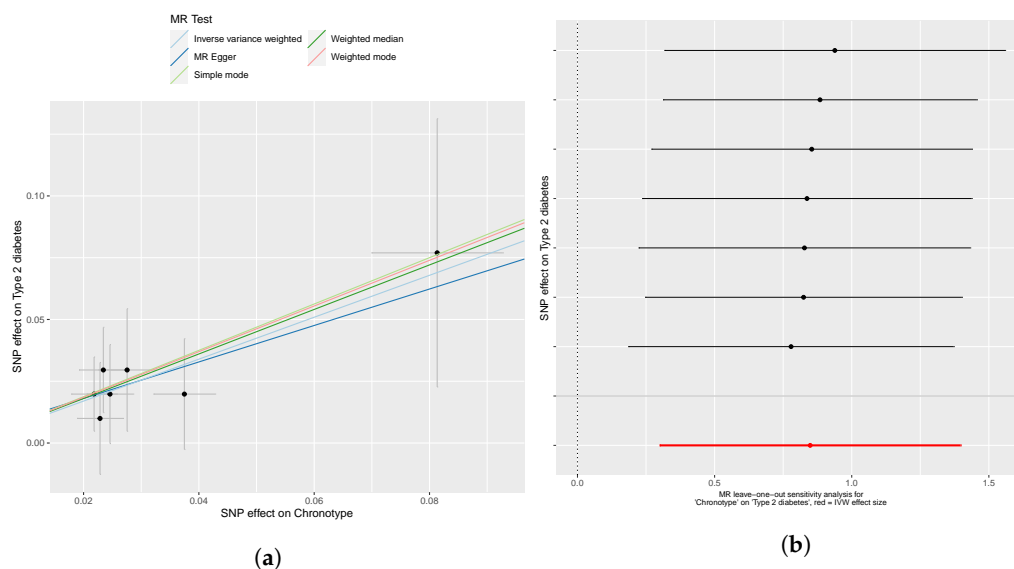 MR Test
Inverse variance weighted
Weighted median
MR Egger
Weighted mode
Simple mode
SNP effect on Type 2 diabetes
0.10
0.05
0.00
0.02
0.04
0.06
0.08
SNP effect on Chronotype
(a)
SNP effect on Type 2 diabetes
0.0
0.5
1.0
1.5
MR leave−one−out sensitivity analysis for
'Chronotype' on 'Type 2 diabetes', red = IVW effect size
(b)